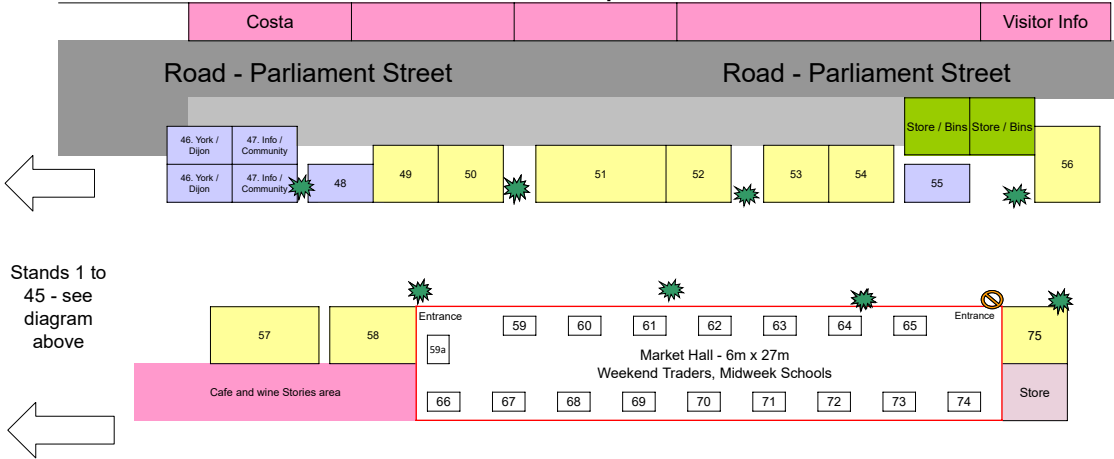 Costa
Visitor Info
Road - Parliament Street
Road - Parliament Street
Store / Bins
Store / Bins
46. York /
Dijon
47. Info /
Community
46. York /
Dijon
47. Info /
Community
48
49
50
51
52
53
54
55
56
Stands 1 to
45 - see
diagram
above
57
58
Entrance
59a
59
60
61
62
63
64
65
Entrance
75
Market Hall - 6m x 27m
Weekend Traders, Midweek Schools
Cafe and wine Stories area
66
67
68
69
70
71
72
73
74
Store